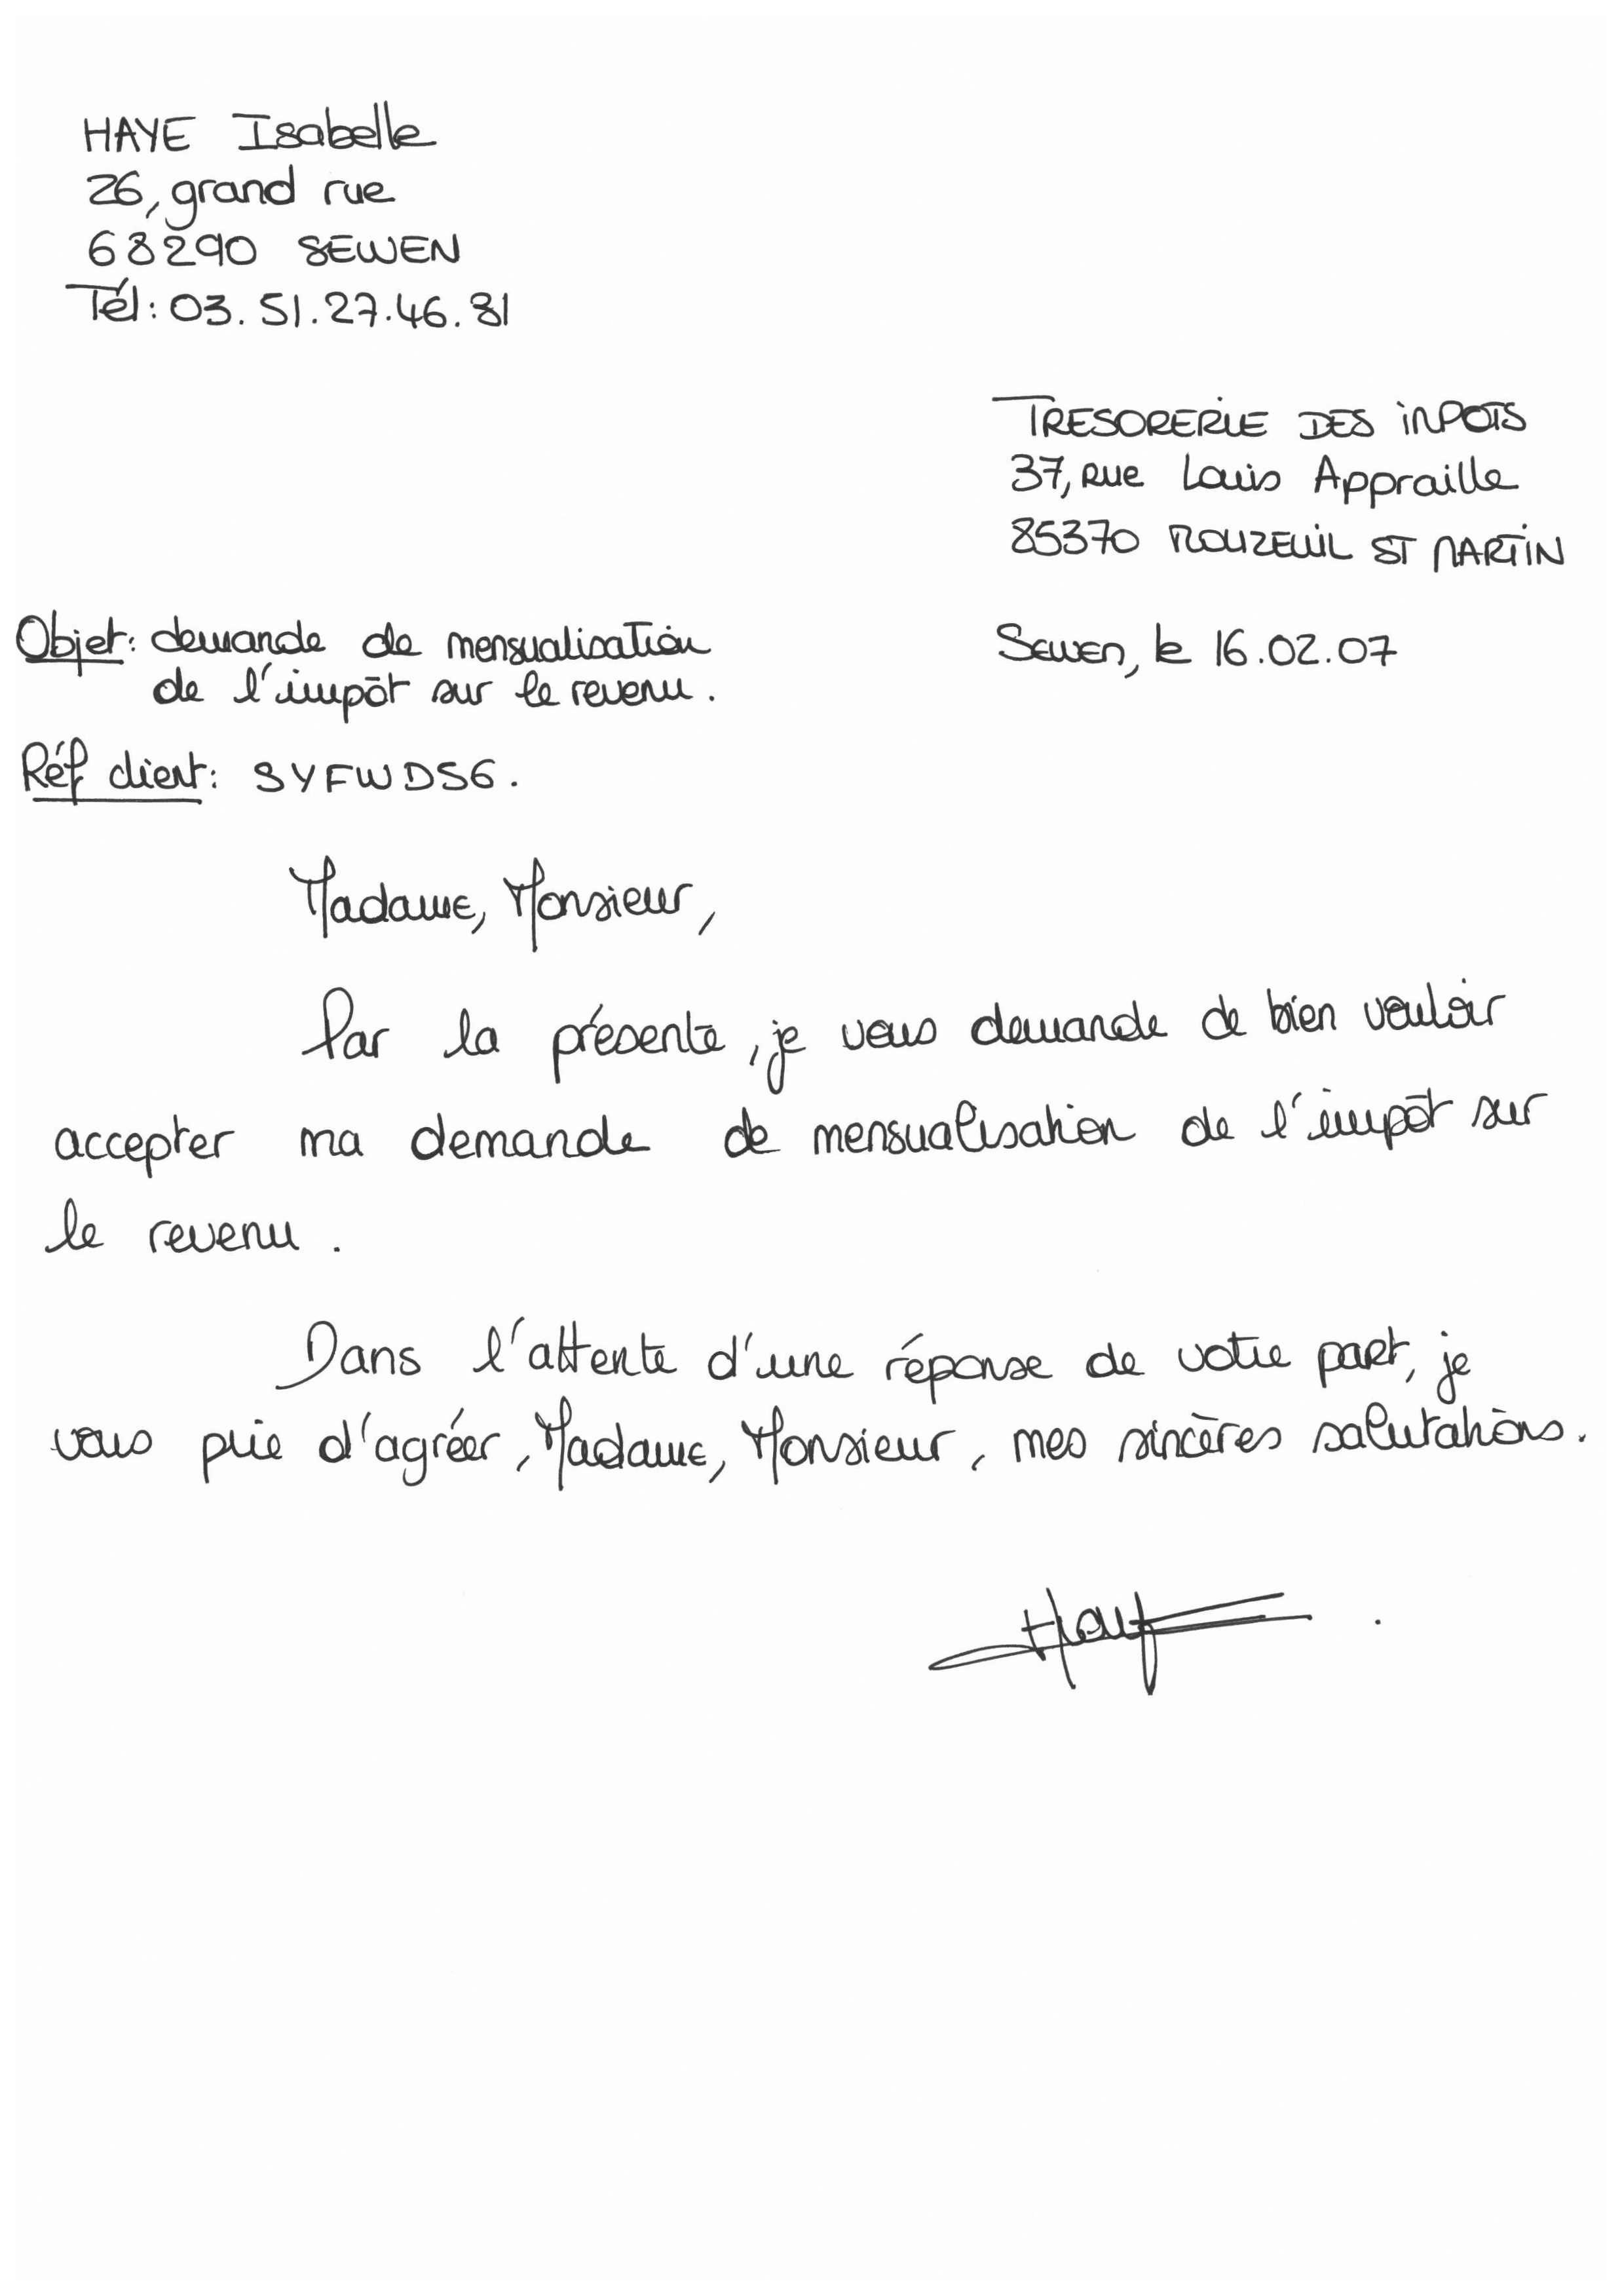 HAYE Isabelle
26, grand rue
68290 SEWEN
Tél: 03.51.27.46.81
TRESORERIE DES IMPOTS
37, rue Louis Appraille
85370 MOUZEUIL ST MARTIN
Objet: demande de mensualisation
de l'impôt sur le revenu.
Sewen, le 16.02.07
Réf client: SYFWDS6.
Madame, Monsieur,
Par la présente, je vous demande de bien vouloir
accepter ma demande de mensualisation de l'impôt sur
le revenu.
Dans l'attente d'une réponse de votre part, je
vous prie d'agréer, Madame, Monsieur, mes sincères salutations.